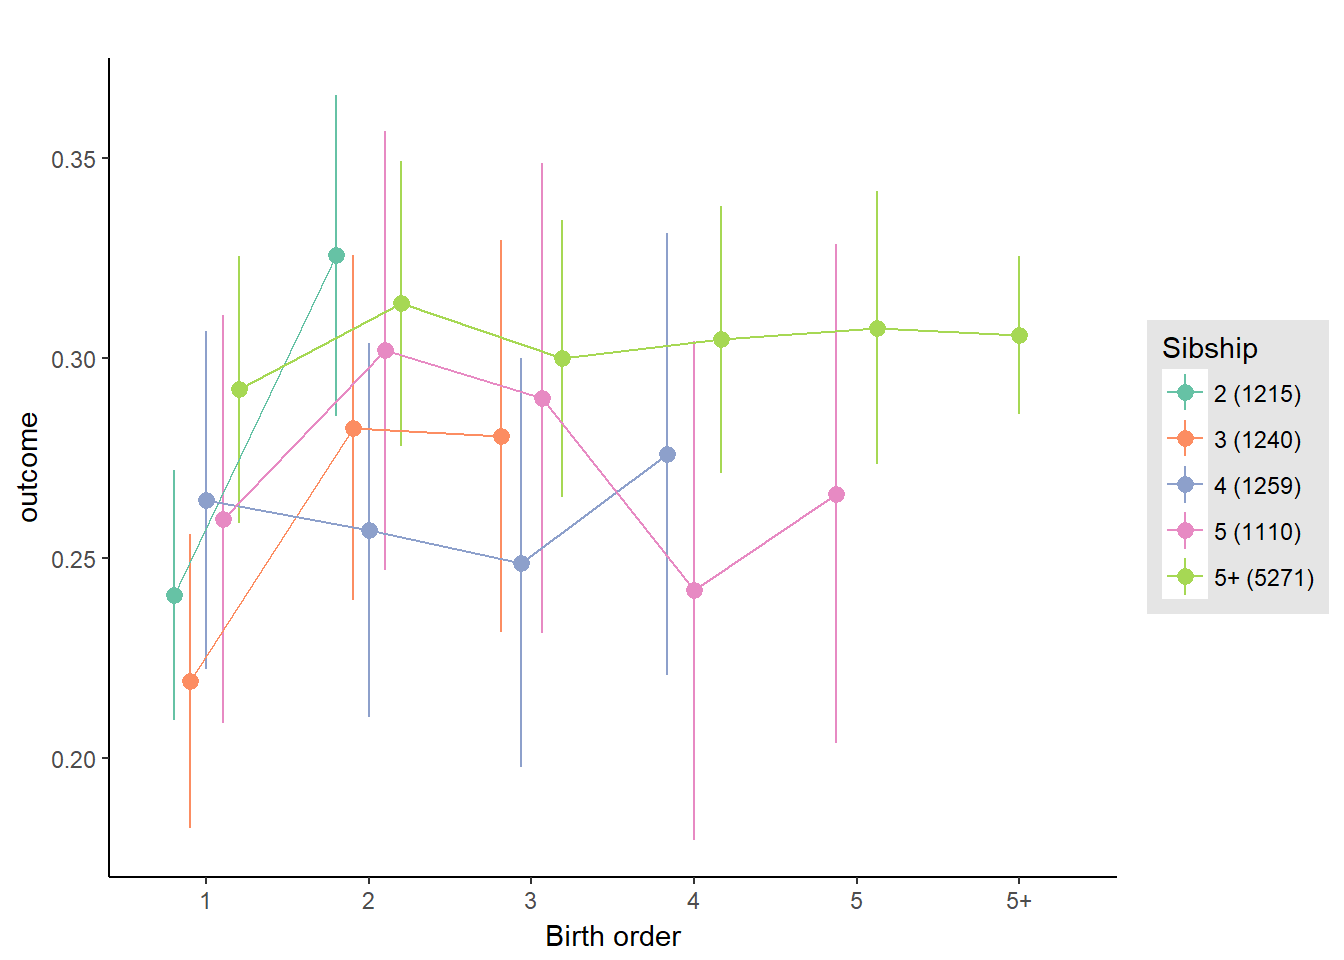 outcome
0.35
0.30
0.25
0.20
1 2 3 4 5 5+
Birth order
Sibship
2 (1215)
3 (1240)
4 (1259)
5 (1110)
5+ (5271)